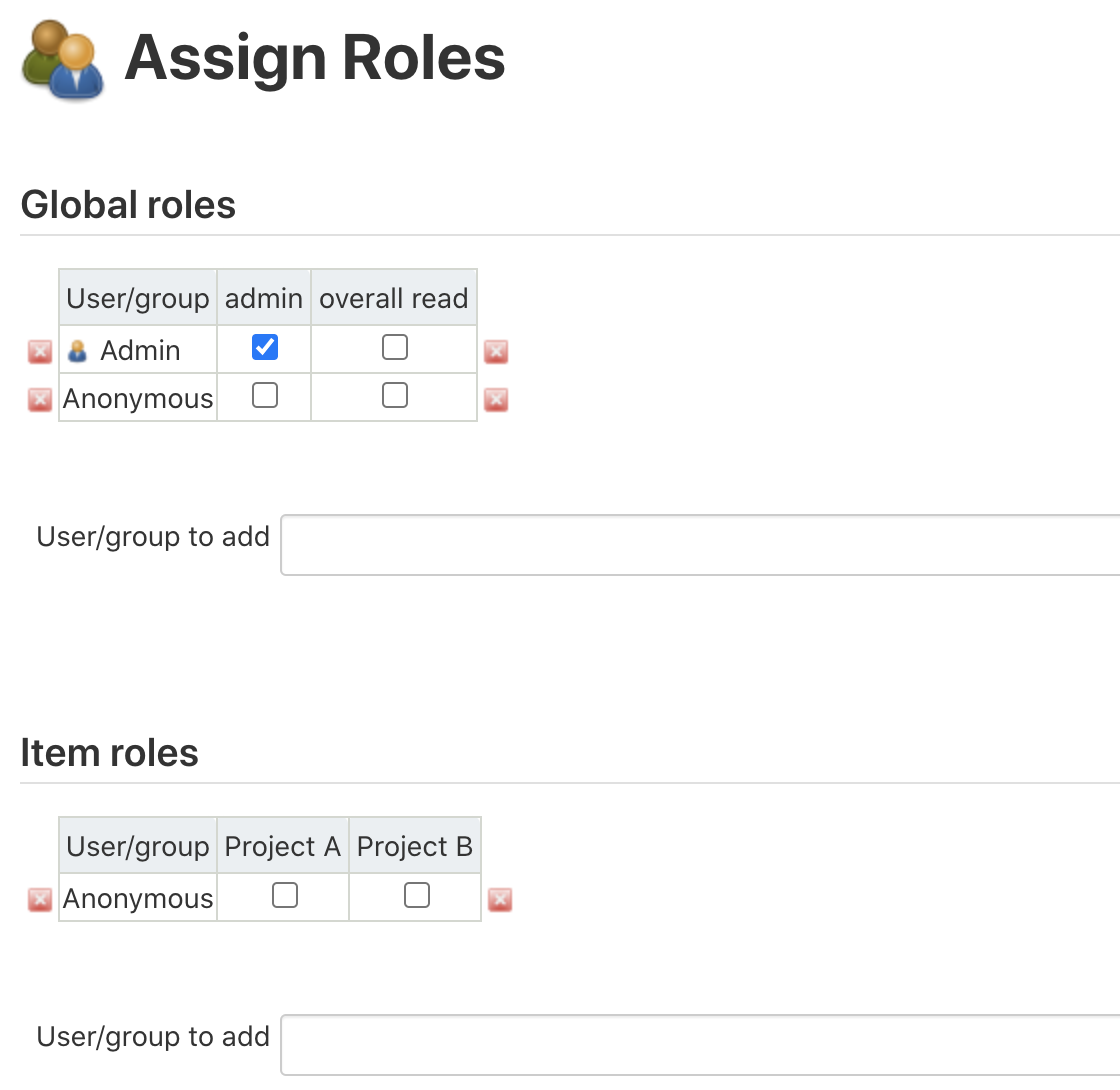 Assign Roles
Global roles
User/group admin overall read
Admin
Anonymous
User/group to add
Item roles
User/group Project A Project B
Anonymous
User/group to add